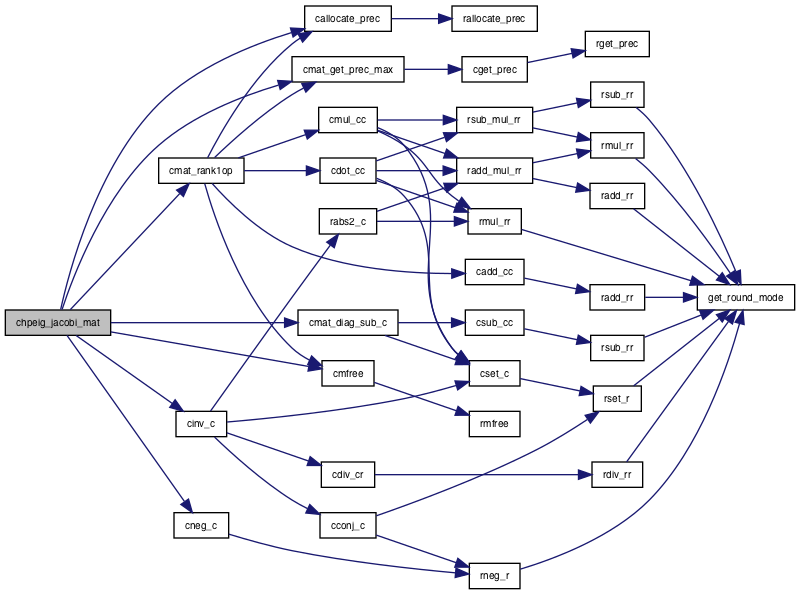 callocate_prec
rallocate_prec
rget_prec
cmat_get_prec_max
cget_prec
rsub_rr
cmul_cc
rsub_mul_rr
rmul_rr
cmat_rank1op
cdot_cc
radd_mul_rr
radd_rr
rabs2_c
rmul_rr
cadd_cc
radd_rr
get_round_mode
chpeig_jacobi_mat
cmat_diag_sub_c
csub_cc
rsub_rr
cmfree
cset_c
rset_r
cinv_c
rmfree
cdiv_cr
rdiv_rr
cneg_c
cconj_c
rneg_r